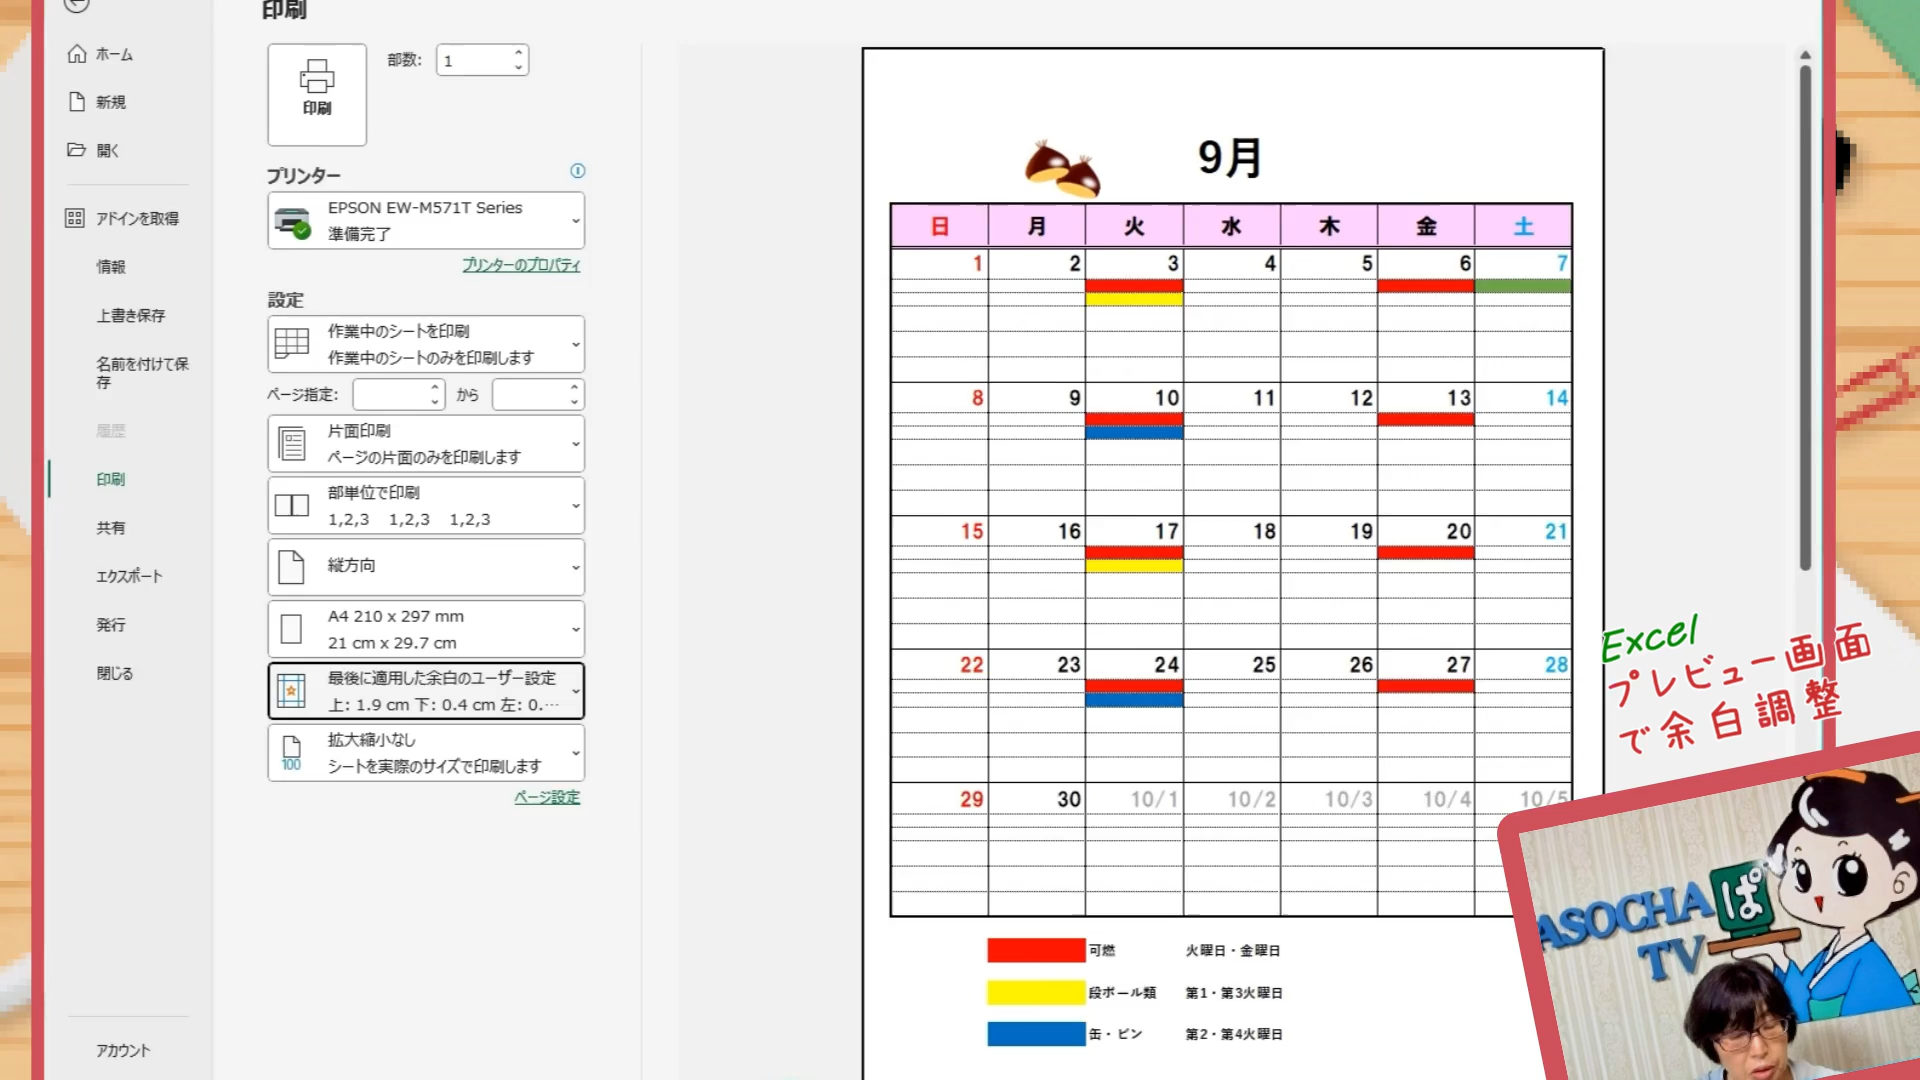 印刷
ホーム
新規
開く
アドインを取得
情報
上書き保存
名前を付けて保
存
履歴
印刷
共有
エクスポート
発行
閉じる
アカウント
印刷
部数:
1
プリンター
EPSON EW-M571T Series
準備完了
プリンターのプロパティ
設定
作業中のシートを印刷
作業中のシートのみを印刷します
ページ指定: から
片面印刷
ページの片面のみを印刷します
部単位で印刷
1,2,3 1,2,3 1,2,3
縦方向
A4 210 x 297 mm
21 cm x 29.7 cm
最後に適用した余白のユーザー設定
上: 1.9 cm 下: 0.4 cm 左: 0.…
100
拡大縮小なし
シートを実際のサイズで印刷します
ページ設定
9月
日 月 火 水 木 金 土
1 2 3 4 5 6 7
8 9 10 11 12 13 14
15 16 17 18 19 20 21
22 23 24 25 26 27 28
29 30 10/1 10/2 10/3 10/4 10/5
可燃 火曜日・金曜日
段ボール類 第1・第3火曜日
缶・ビン 第2・第4火曜日
Excel
プレビュー画面
で余白調整
ぱ
ASOCHA
TV